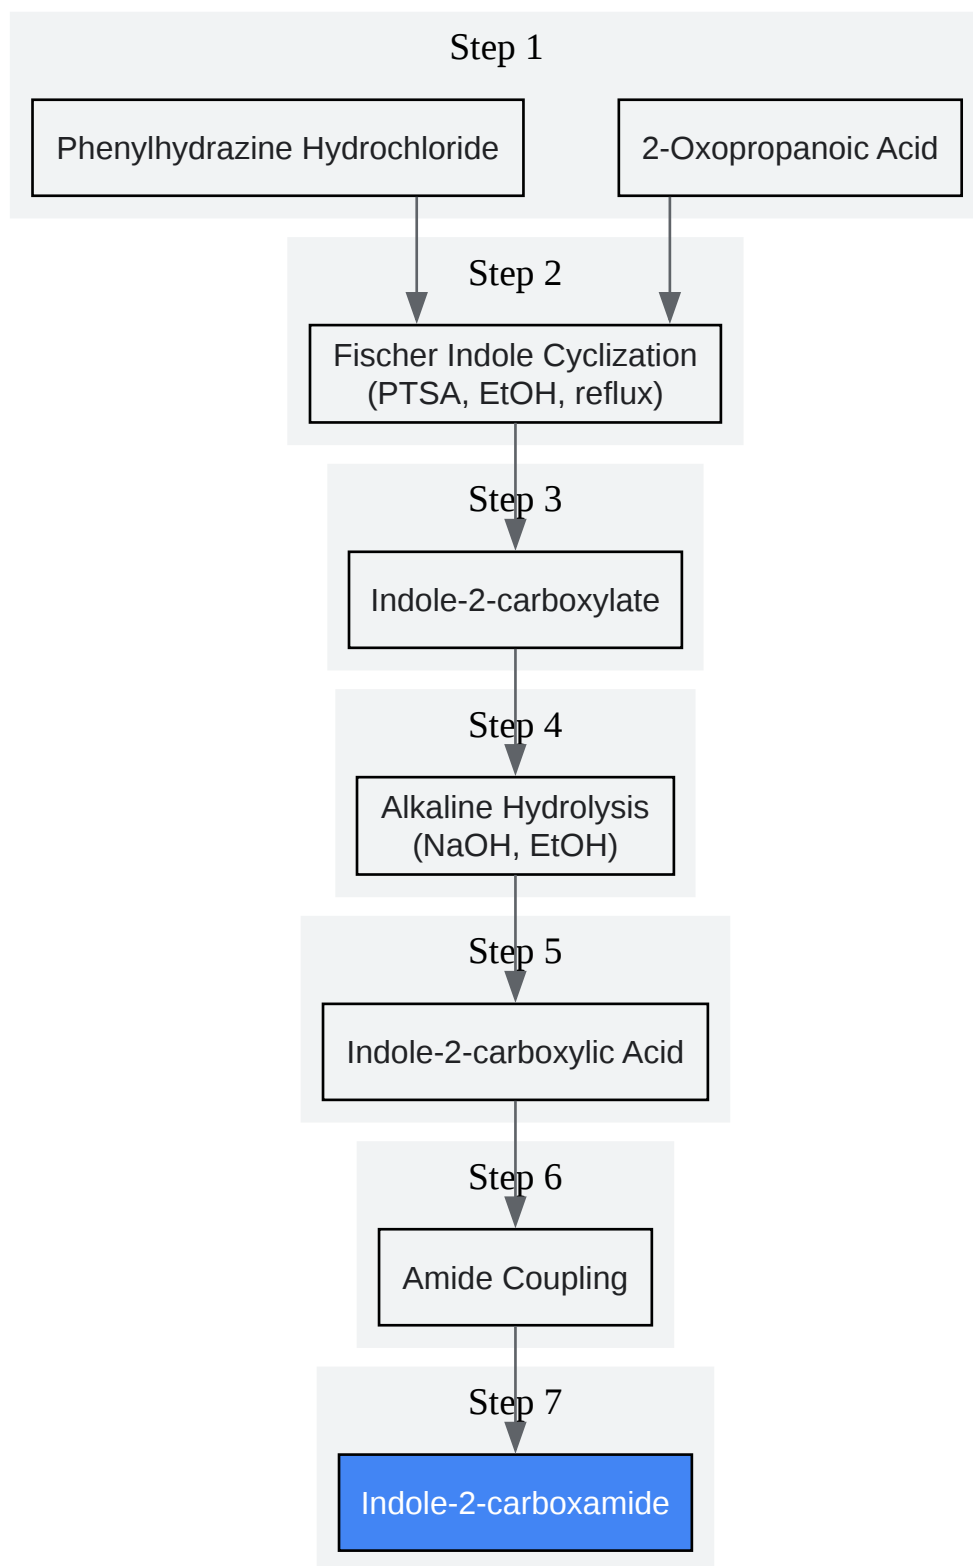 Step 1
Phenylhydrazine Hydrochloride
2-Oxopropanoic Acid
Step 2
Fischer Indole Cyclization
(PTSA, EtOH, reflux)
Step 3
Indole-2-carboxylate
Step 4
Alkaline Hydrolysis
(NaOH, EtOH)
Step 5
Indole-2-carboxylic Acid
Step 6
Amide Coupling
Step 7
Indole-2-carboxamide